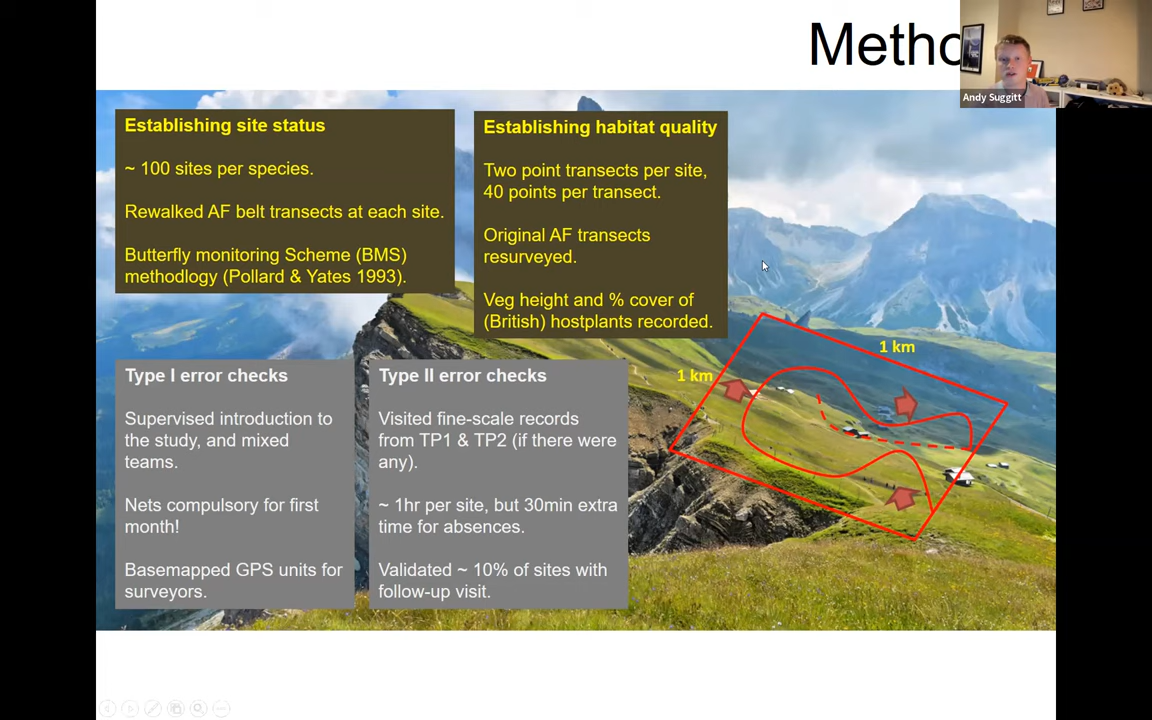 Metho
Andy Suggitt
Establishing site status
~ 100 sites per species.
Rewalked AF belt transects at each site.
Butterfly monitoring Scheme (BMS)
methodlogy (Pollard & Yates 1993).
Establishing habitat quality
Two point transects per site,
40 points per transect.
Original AF transects
resurveyed.
Veg height and % cover of
(British) hostplants recorded.
1 km
1 km
Type I error checks
Supervised introduction to
the study, and mixed
teams.
Nets compulsory for first
month!
Basemapped GPS units for
surveyors.
Type II error checks
Visited fine-scale records
from TP1 & TP2 (if there were
any).
~ 1hr per site, but 30min extra
time for absences.
Validated ~ 10% of sites with
follow-up visit.